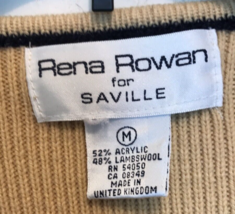 Rena Rowan
for
SAVILLE
M
52% ACRYLIC
48% LAMBSWOOL
RN 54050
CA 08349
MADE IN
UNITED KINGDOM